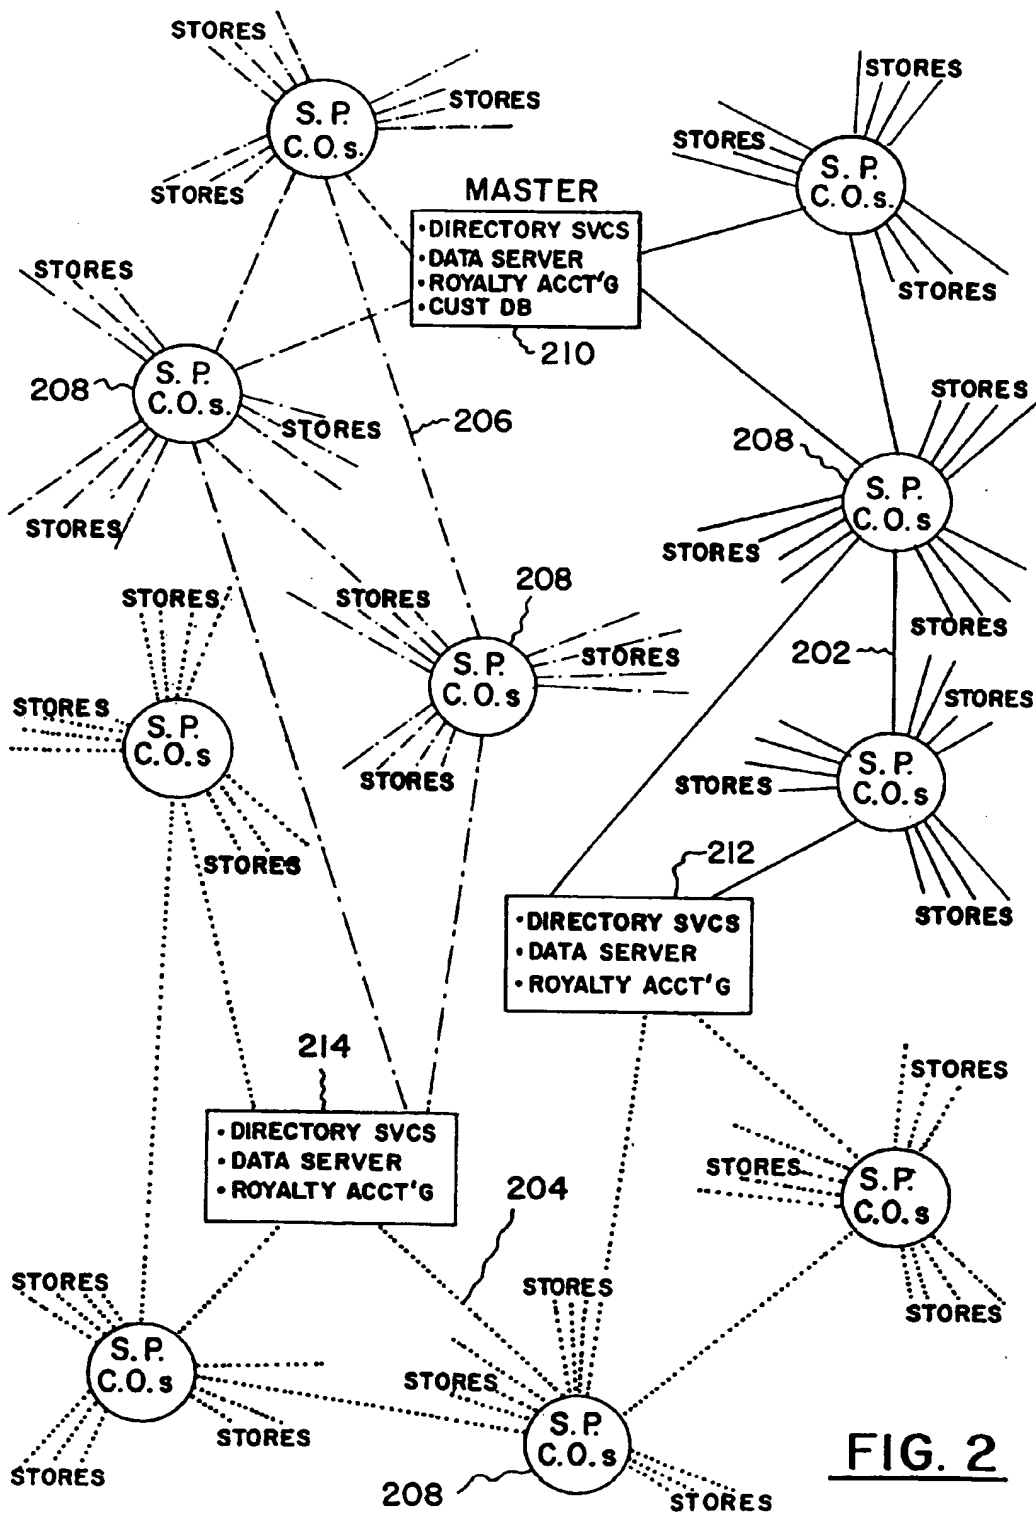 STORES
S. P.
C.O.s.
STORES
STORES
STORES
STORES
S. P.
C.O.s.
STORES
MASTER
• DIRECTORY SVCS
• DATA SERVER
• ROYALTY ACCT'G
• CUST DB
210
STORES
208
S. P.
C.O.s.
STORES
STORES
206
STORES
208
S. P.
C.O.s
STORES
STORES
202
STORES
208
S. P.
C.O.s
STORES
STORES
STORES
STORES
S. P.
C.O.s
STORES
STORES
S. P.
C.O.s
STORES
STORES
212
• DIRECTORY SVCS
• DATA SERVER
• ROYALTY ACCT'G
214
• DIRECTORY SVCS
• DATA SERVER
• ROYALTY ACCT'G
204
STORES
STORES
S. P.
C.O.s
STORES
STORES
S. P.
C.O.s
STORES
STORES
STORES
STORES
S. P.
C.O.s
208
STORES
FIG. 2